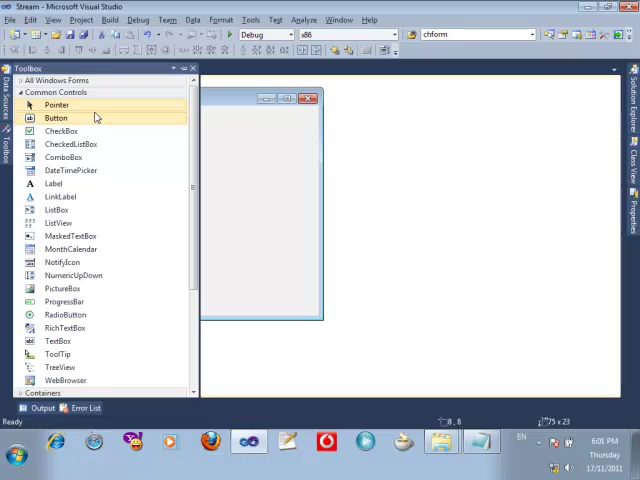 Stream - Microsoft Visual Studio
File Edit View Project Build Debug Team Data Format Tools Test Analyze Window Help
Debug x86 chform
Toolbox
All Windows Forms
Common Controls
Pointer
Button
CheckBox
CheckedListBox
ComboBox
DateTimePicker
A Label
A LinkLabel
ListBox
ListView
MaskedTextBox
MonthCalendar
NotifyIcon
NumericUpDown
PictureBox
ProgressBar
RadioButton
RichTextBox
TextBox
ToolTip
TreeView
WebBrowser
Containers
Data Sources
Toolbox
Solution Explorer
Class View
Properties
Output Error List
Ready 8 , 8 75 x 23
EN 6:01 PM
Thursday
17/11/2011